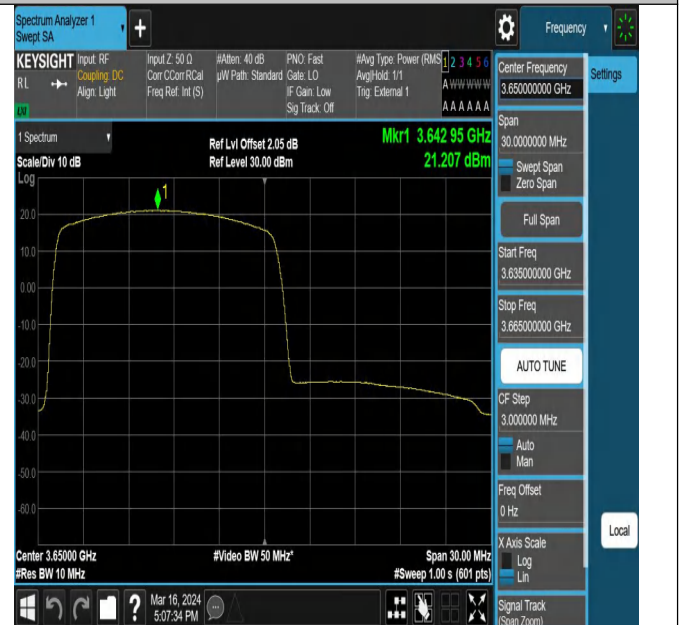 Spectrum Analyzer 1
Swept SA
+
Frequency
KEYSIGHT
R L
LXI
Input: RF
Coupling: DC
Align: Light
Input Z: 50 Ω
Corr CCorr RCal
Freq Ref: Int (S)
#Atten: 40 dB
µW Path: Standard
PNO: Fast
Gate: LO
IF Gain: Low
Sig Track: Off
#Avg Type: Power (RMS
Avg|Hold: 1/1
Trig: External 1
1 2 3 4 5 6
A W W W W W
A A A A A A
Center Frequency
3.650000000 GHz
Settings
1 Spectrum
Scale/Div 10 dB
Log
Ref Lvl Offset 2.05 dB
Ref Level 30.00 dBm
Mkr1 3.642 95 GHz
21.207 dBm
1
20.0
10.0
0.00
-10.0
-20.0
-30.0
-40.0
-50.0
-60.0
Span
30.0000000 MHz
Swept Span
Zero Span
Full Span
Start Freq
3.635000000 GHz
Stop Freq
3.665000000 GHz
AUTO TUNE
CF Step
3.000000 MHz
Auto
Man
Freq Offset
0 Hz
X Axis Scale
Log
Lin
Local
Signal Track
(Span Zoom)
Center 3.65000 GHz
#Res BW 10 MHz
#Video BW 50 MHz*
Span 30.00 MHz
#Sweep 1.00 s (601 pts)
?
Mar 16, 2024
5:07:34 PM